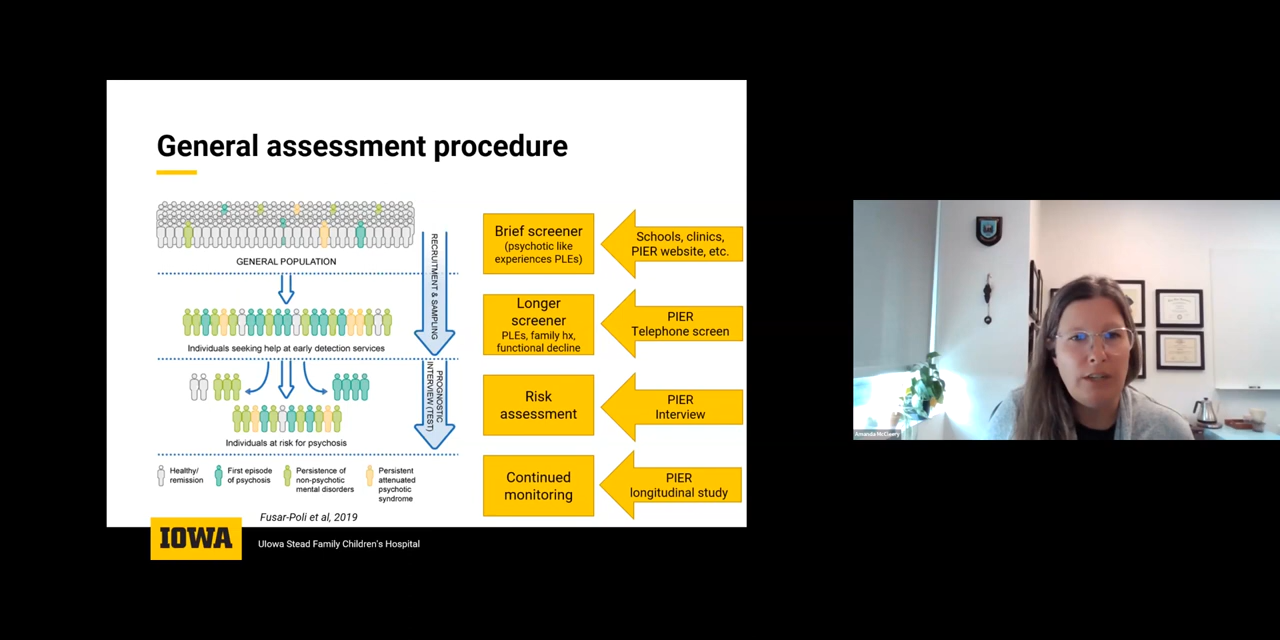 General assessment procedure
GENERAL POPULATION
Individuals seeking help at early detection services
Individuals at risk for psychosis
RECRUITMENT & SAMPLING
PROGNOSTIC
INTERVIEW (TEST)
Healthy/
remission
First episode
of psychosis
Persistence of
non-psychotic
mental disorders
Persistent
attenuated
psychotic
syndrome
Fusar-Poli et al, 2019
Brief screener
(psychotic like
experiences PLEs)
Schools, clinics,
PIER website, etc.
Longer
screener
PLEs, family hx,
functional decline
PIER
Telephone screen
Risk
assessment
PIER
Interview
Continued
monitoring
PIER
longitudinal study
IOWA
UIowa Stead Family Children's Hospital
Amanda McCleery